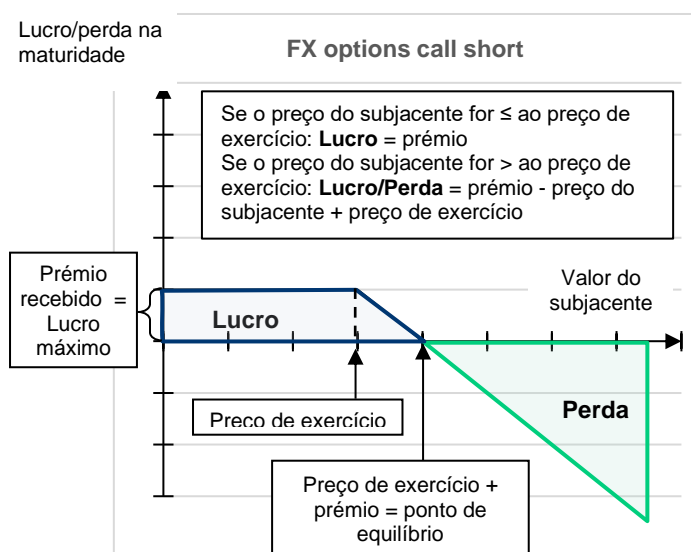 Lucro/perda na
maturidade
FX options call short
Se o preço do subjacente for ≤ ao preço de
exercício: Lucro = prémio
Se o preço do subjacente for > ao preço de
exercício: Lucro/Perda = prémio - preço do
subjacente + preço de exercício
Prémio
recebido =
Lucro
máximo
Valor do
subjacente
Lucro
Preço de exercício
Perda
Preço de exercício +
prémio = ponto de
equilíbrio